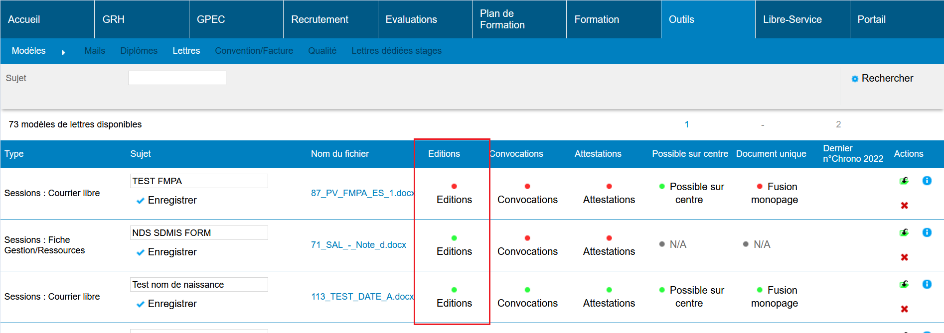 Accueil GRH GPEC Recrutement Evaluations Plan de Formation Formation Outils Libre-Service Portail
Modèles Mails Diplômes Lettres Convention/Facture Qualité Lettres dédiées stages
Sujet Rechercher
73 modèles de lettres disponibles 1 - 2
Type Sujet Nom du fichier Editions Convocations Attestations Possible sur centre Document unique Dernier n°Chrono 2022 Actions
TEST FMPA
Sessions : Courrier libre 87_PV_FMPA_ES_1.docx Possible sur centre Fusion monopage
Enregistrer Editions Convocations Attestations
NDS SDMIS FORM
Sessions : Fiche Gestion/Ressources 71_SAL_-_Note_d.docx N/A N/A
Enregistrer Editions Convocations Attestations
Test nom de naissance
Sessions : Courrier libre 113_TEST_DATE_A.docx Possible sur centre Fusion monopage
Enregistrer Editions Convocations Attestations